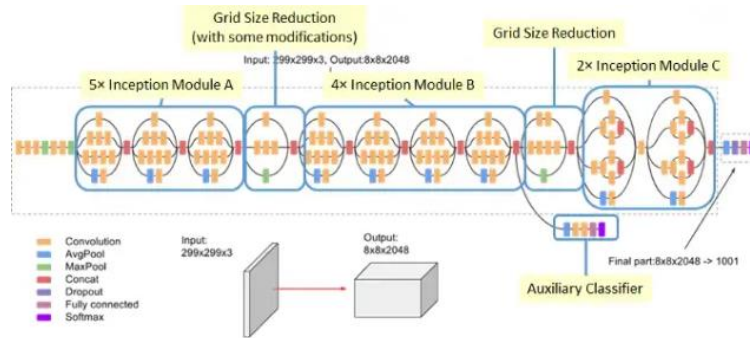 Grid Size Reduction
(with some modifications)
Grid Size Reduction
Input: 299x299x3, Output:8x8x2048
5× Inception Module A
4× Inception Module B
2× Inception Module C
Convolution
AvgPool
MaxPool
Concat
Dropout
Fully connected
Softmax
Input:
299x299x3
Output:
8x8x2048
Final part:8x8x2048 -> 1001
Auxiliary Classifier